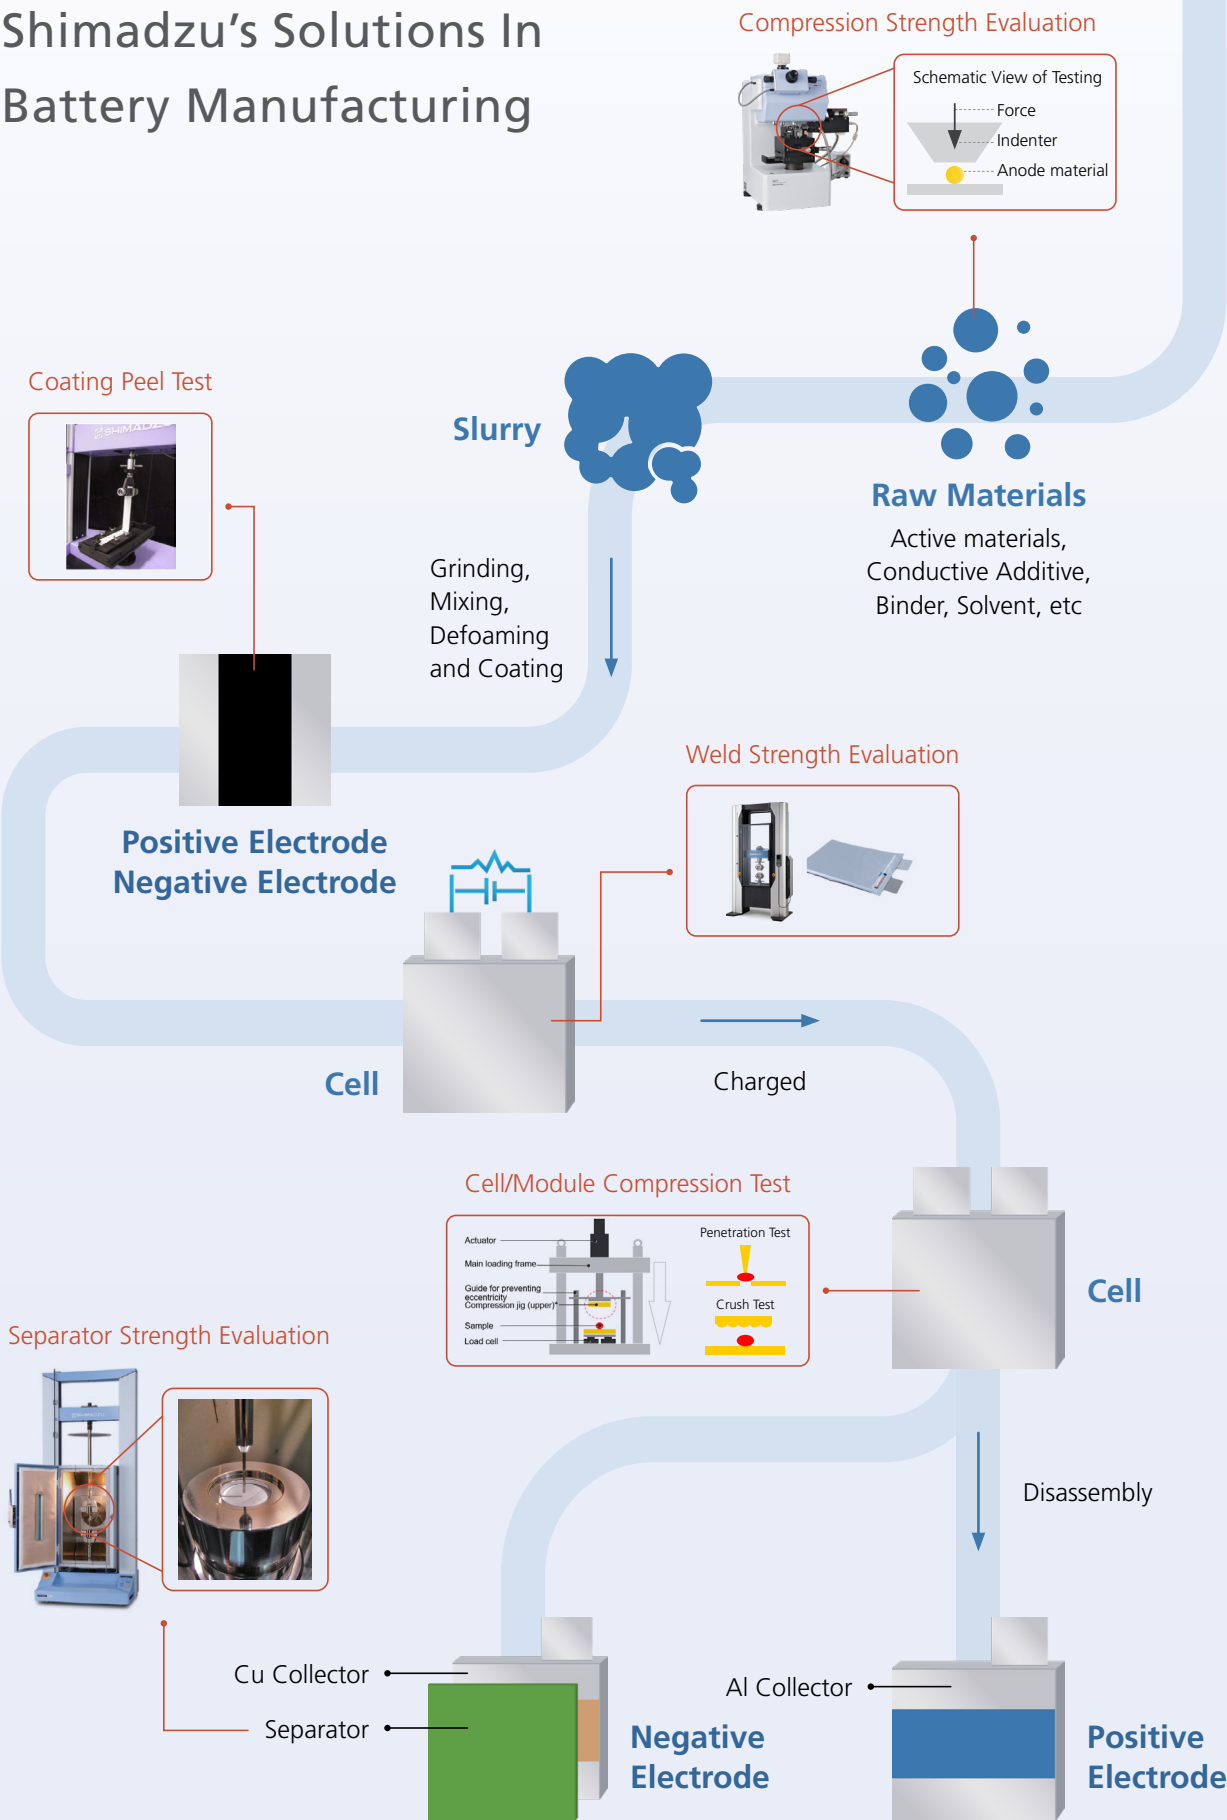 Shimadzu's Solutions In
Battery Manufacturing
Compression Strength Evaluation
Schematic View of Testing
Force
Indenter
Anode material
Coating Peel Test
SHIMADZU
Slurry
Raw Materials
Active materials,
Conductive Additive,
Binder, Solvent, etc
Grinding,
Mixing,
Defoaming
and Coating
Weld Strength Evaluation
Positive Electrode
Negative Electrode
Cell
Charged
Cell/Module Compression Test
Actuator
Main loading frame
Guide for preventing
eccentricity
Compression jig (upper)*
Sample
Load cell
Penetration Test
Crush Test
Cell
Separator Strength Evaluation
Disassembly
Cu Collector
Separator
Negative
Electrode
Al Collector
Positive
Electrode